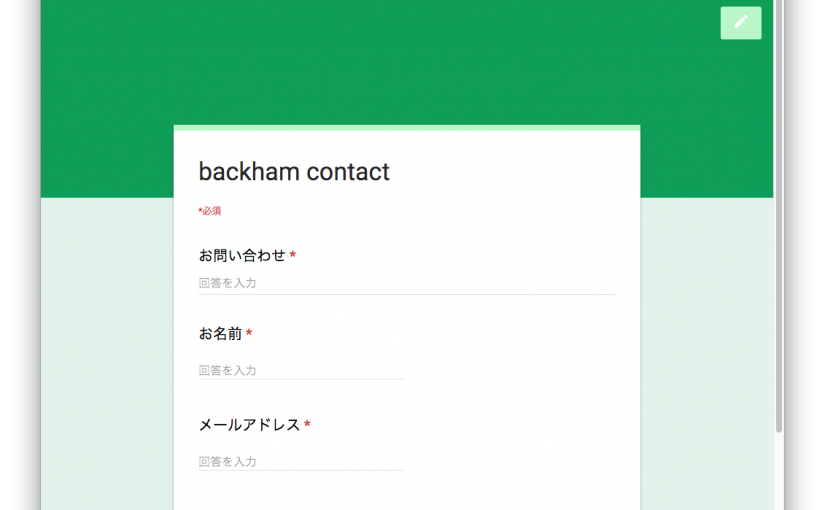 backham contact
*必須
お問い合わせ *
回答を入力
お名前 *
回答を入力
メールアドレス *
回答を入力